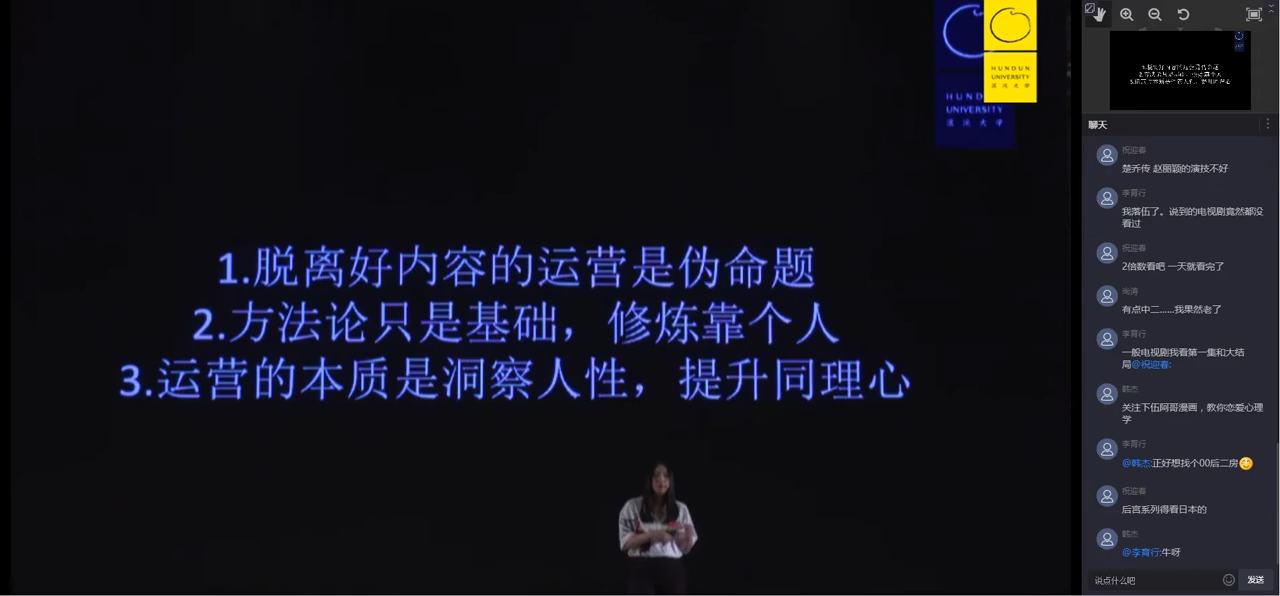 HUNDUN
UNIVERSITY
混沌大学
HUNDUN
UNIVERSITY
混沌大学
1.脱离好内容的运营是伪命题
2.方法论只是基础，修炼靠个人
3.运营的本质是洞察人性，提升同理心
聊天
祝迎春
楚乔传 赵丽颖的演技不好
李育行
我落伍了。说到的电视剧竟然都没
看过
祝迎春
2倍数看吧 一天就看完了
尚涛
有点中二......我果然老了
李育行
一般电视剧我看第一集和大结
局@祝迎春:
韩杰
关注下伍阿哥漫画，教你恋爱心理
学
李育行
@韩杰:正好想找个00后二房
祝迎春
后宫系列得看日本的
韩杰
@李育行:牛呀
说点什么吧
发送